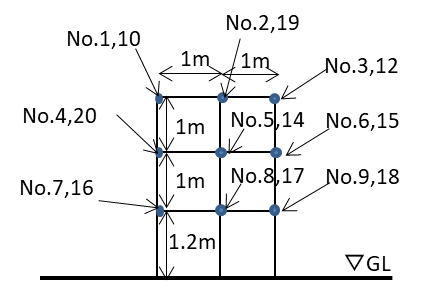 No.2,19
No.1,10
1m
1m
No.3,12
No.4,20
1m
No.5,14
No.6,15
No.7,16
1m
No.8,17
No.9,18
1.2m
▽GL